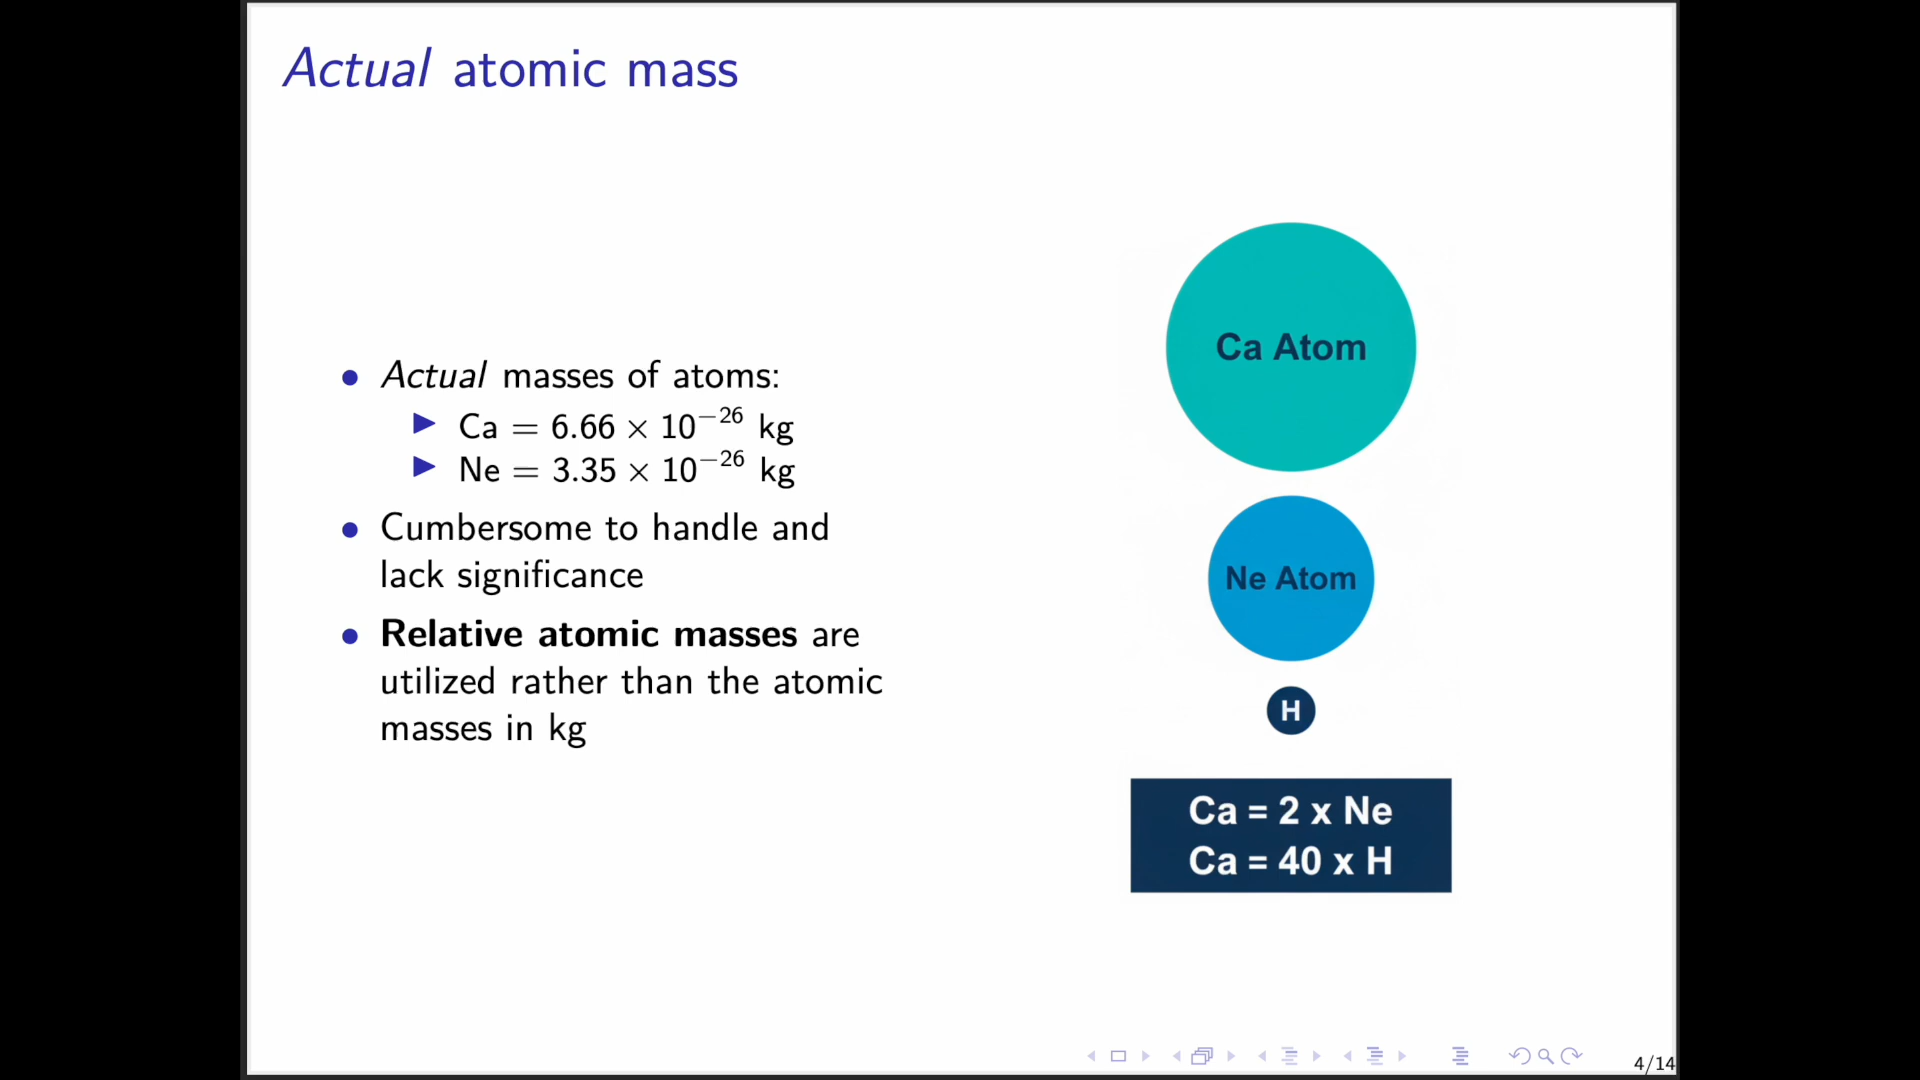 Actual atomic mass
Actual masses of atoms:
Ca = 6.66 × 10⁻²⁶ kg
Ne = 3.35 × 10⁻²⁶ kg
Cumbersome to handle and
lack significance
Relative atomic masses are
utilized rather than the atomic
masses in kg
Ca Atom
Ne Atom
H
Ca = 2 x Ne
Ca = 40 x H
4/14